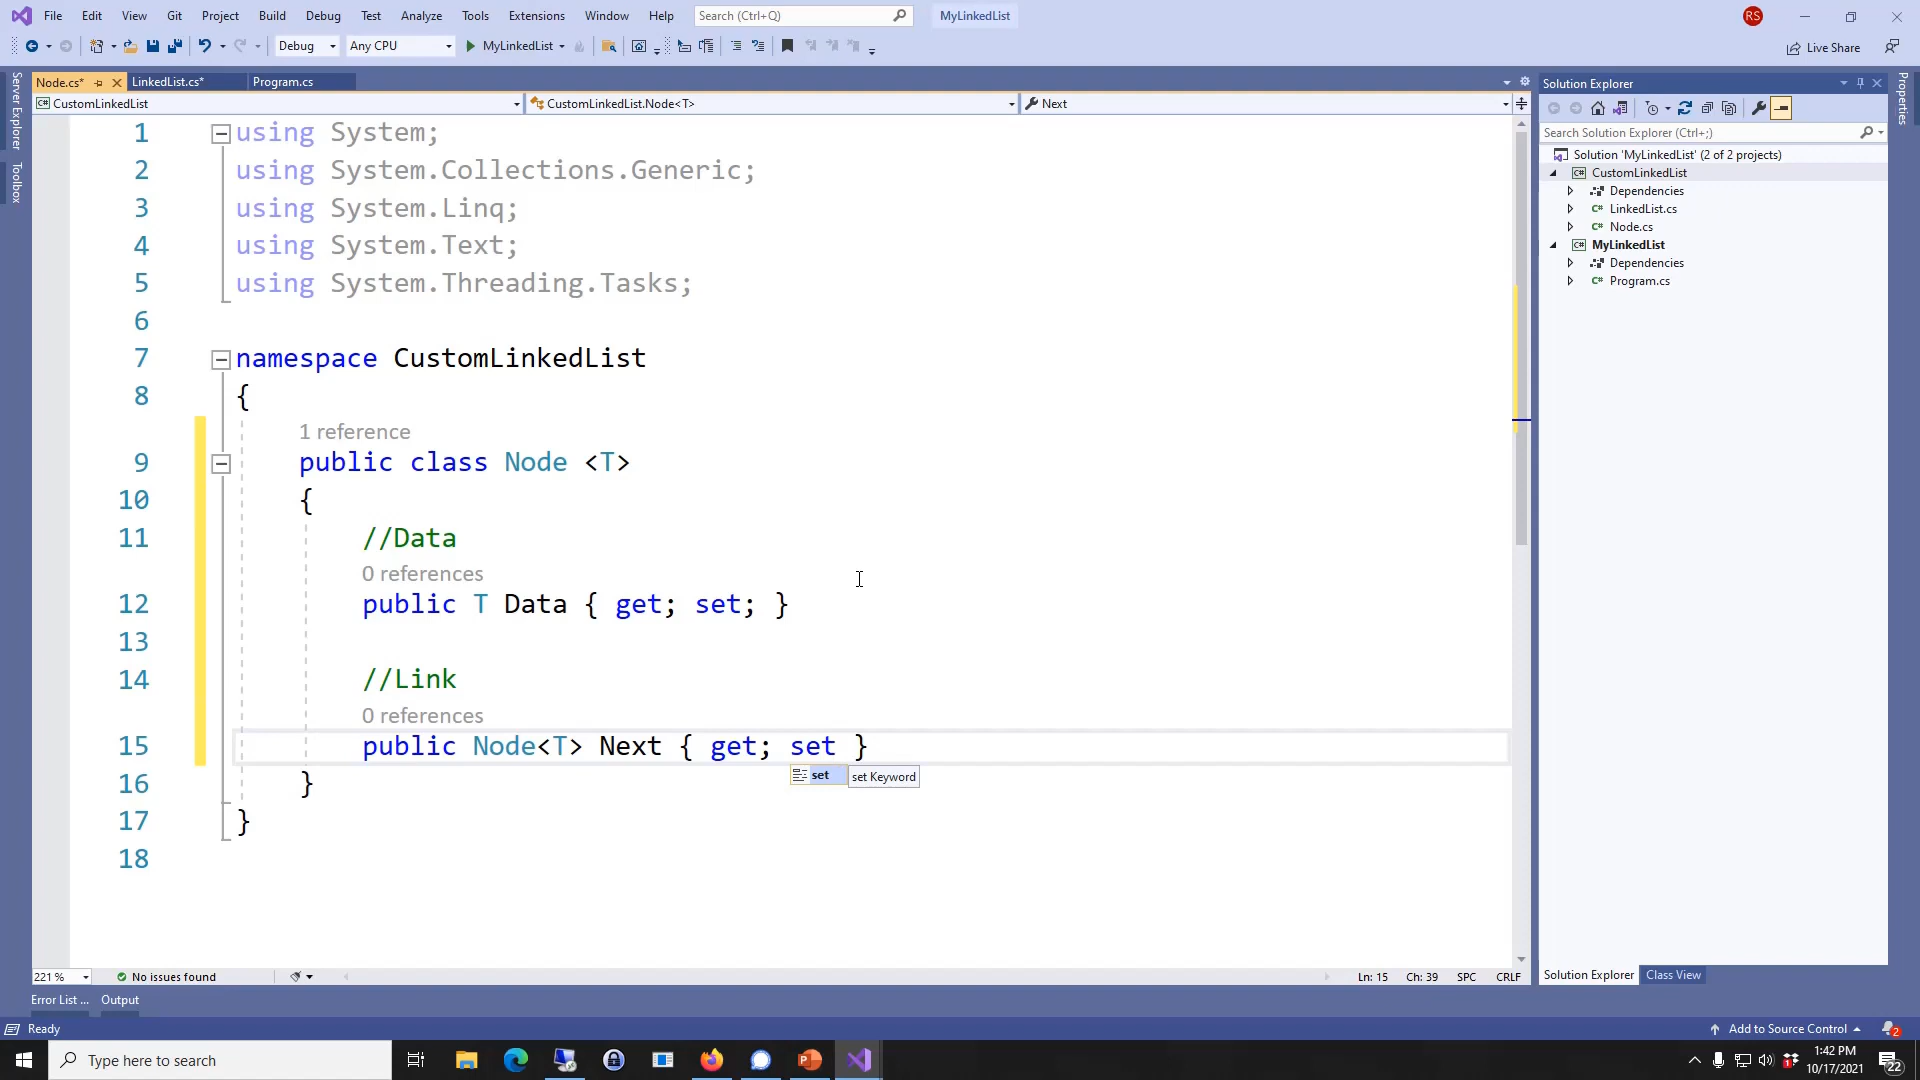 File Edit View Git Project Build Debug Test Analyze Tools Extensions Window Help Search (Ctrl+Q) MyLinkedList RS
Debug Any CPU MyLinkedList Live Share
Server Explorer
Toolbox
Node.cs* LinkedList.cs* Program.cs
CustomLinkedList CustomLinkedList.Node<T> Next
1 using System;
2 using System.Collections.Generic;
3 using System.Linq;
4 using System.Text;
5 using System.Threading.Tasks;
6
7 namespace CustomLinkedList
8 {
1 reference
9 public class Node <T>
10 {
11 //Data
0 references
12 public T Data { get; set; }
13
14 //Link
0 references
15 public Node<T> Next { get; set }
set set Keyword
16 }
17 }
18
221 % No issues found Ln: 15 Ch: 39 SPC CRLF
Solution Explorer
Search Solution Explorer (Ctrl+;)
Solution 'MyLinkedList' (2 of 2 projects)
C# CustomLinkedList
Dependencies
C# LinkedList.cs
C# Node.cs
C# MyLinkedList
Dependencies
C# Program.cs
Solution Explorer Class View
Properties
Error List ... Output
Ready Add to Source Control 2
Type here to search
1:42 PM
10/17/2021
22